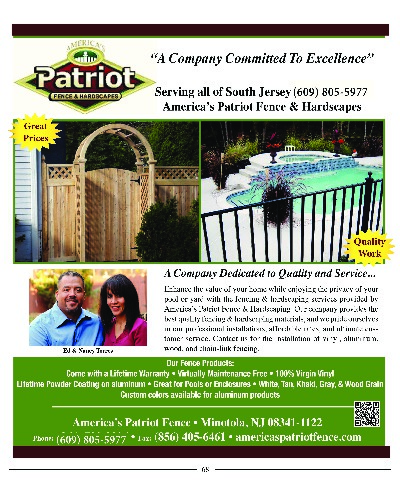 AMERICA'S
Patriot
FENCE & HARDSCAPES
"A Company Committed To Excellence"
Serving all of South Jersey (609) 805-5977
America's Patriot Fence & Hardscapes
Great
Prices
Quality
Work
Ed & Nancy Torres
A Company Dedicated to Quality and Service...
Enhance the value of your home while enjoying the privacy of your
pool or yard with the fencing & hardscaping services provided by
America's Patriot Fence & Hardscaping. Our company provides the
best quality fencing & hardscaping materials, and we pride ourselves
in our professional installations, affordable prices, and ultimate cus-
tomer service. Contact us for the installation of vinyl, aluminum,
wood, and chain-link fencing.
Our Fence Products:
Come with a Lifetime Warranty • Virtually Maintenance Free • 100% Virgin Vinyl
Lifetime Powder Coating on aluminum • Great for Pools or Enclosures • White, Tan, Khaki, Gray, & Wood Grain
Custom colors available for aluminum products
America's Patriot Fence • Minotola, NJ 08341-1122
Phone: (609) 805-5977 • Fax: (856) 405-6461 • americaspatriotfence.com
68